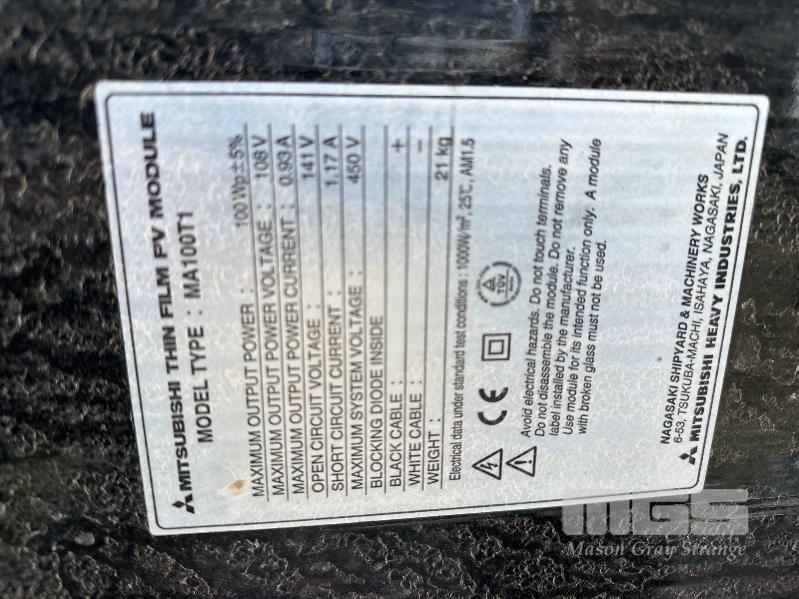 MITSUBISHI THIN FILM PV MODULE
MODEL TYPE : MA100T1
MAXIMUM OUTPUT POWER : 100 Wp ± 5%
MAXIMUM OUTPUT POWER VOLTAGE : 108 V
MAXIMUM OUTPUT POWER CURRENT : 0.93 A
OPEN CIRCUIT VOLTAGE : 141 V
SHORT CIRCUIT CURRENT : 1.17 A
MAXIMUM SYSTEM VOLTAGE : 450 V
BLOCKING DIODE INSIDE
BLACK CABLE : +
WHITE CABLE : −
WEIGHT : 21 kg
Electrical data under standard test conditions : 1000W/m², 25℃, AM1.5
CE
TÜV
Avoid electrical hazards. Do not touch terminals.
Do not disassemble the module. Do not remove any
label installed by the manufacturer.
Use module for its intended function only. A module
with broken glass must not be used.
NAGASAKI SHIPYARD & MACHINERY WORKS
6-53, TSUKUBA-MACHI, ISAHAYA, NAGASAKI, JAPAN
MITSUBISHI HEAVY INDUSTRIES, LTD.
MGS
Mason Gray Strange